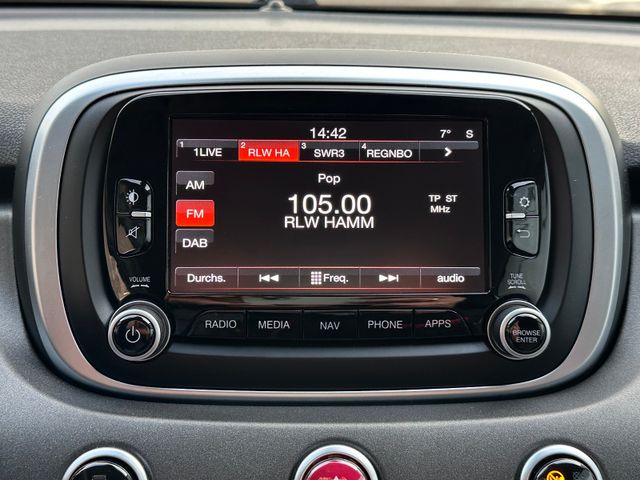 14:42 7° S
1 1LIVE 2 RLW HA 3 SWR3 4 REGNBO >
Pop
AM
105.00 TP ST
MHz
FM
RLW HAMM
DAB
Durchs. Freq. audio
VOLUME
TUNE
SCROLL
RADIO MEDIA NAV PHONE APPS
BROWSE
ENTER